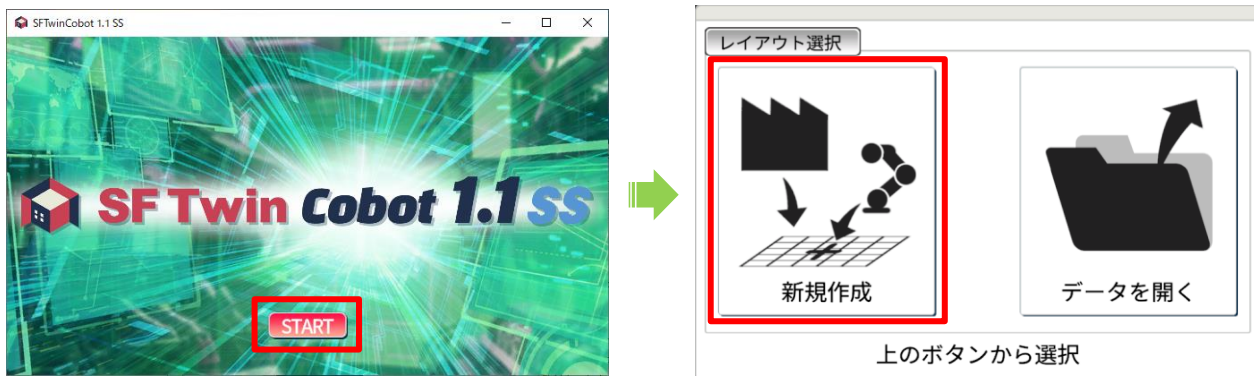 SFTwinCobot 1.1 SS
SF Twin Cobot 1.1 SS
START
レイアウト選択
新規作成
データを開く
上のボタンから選択